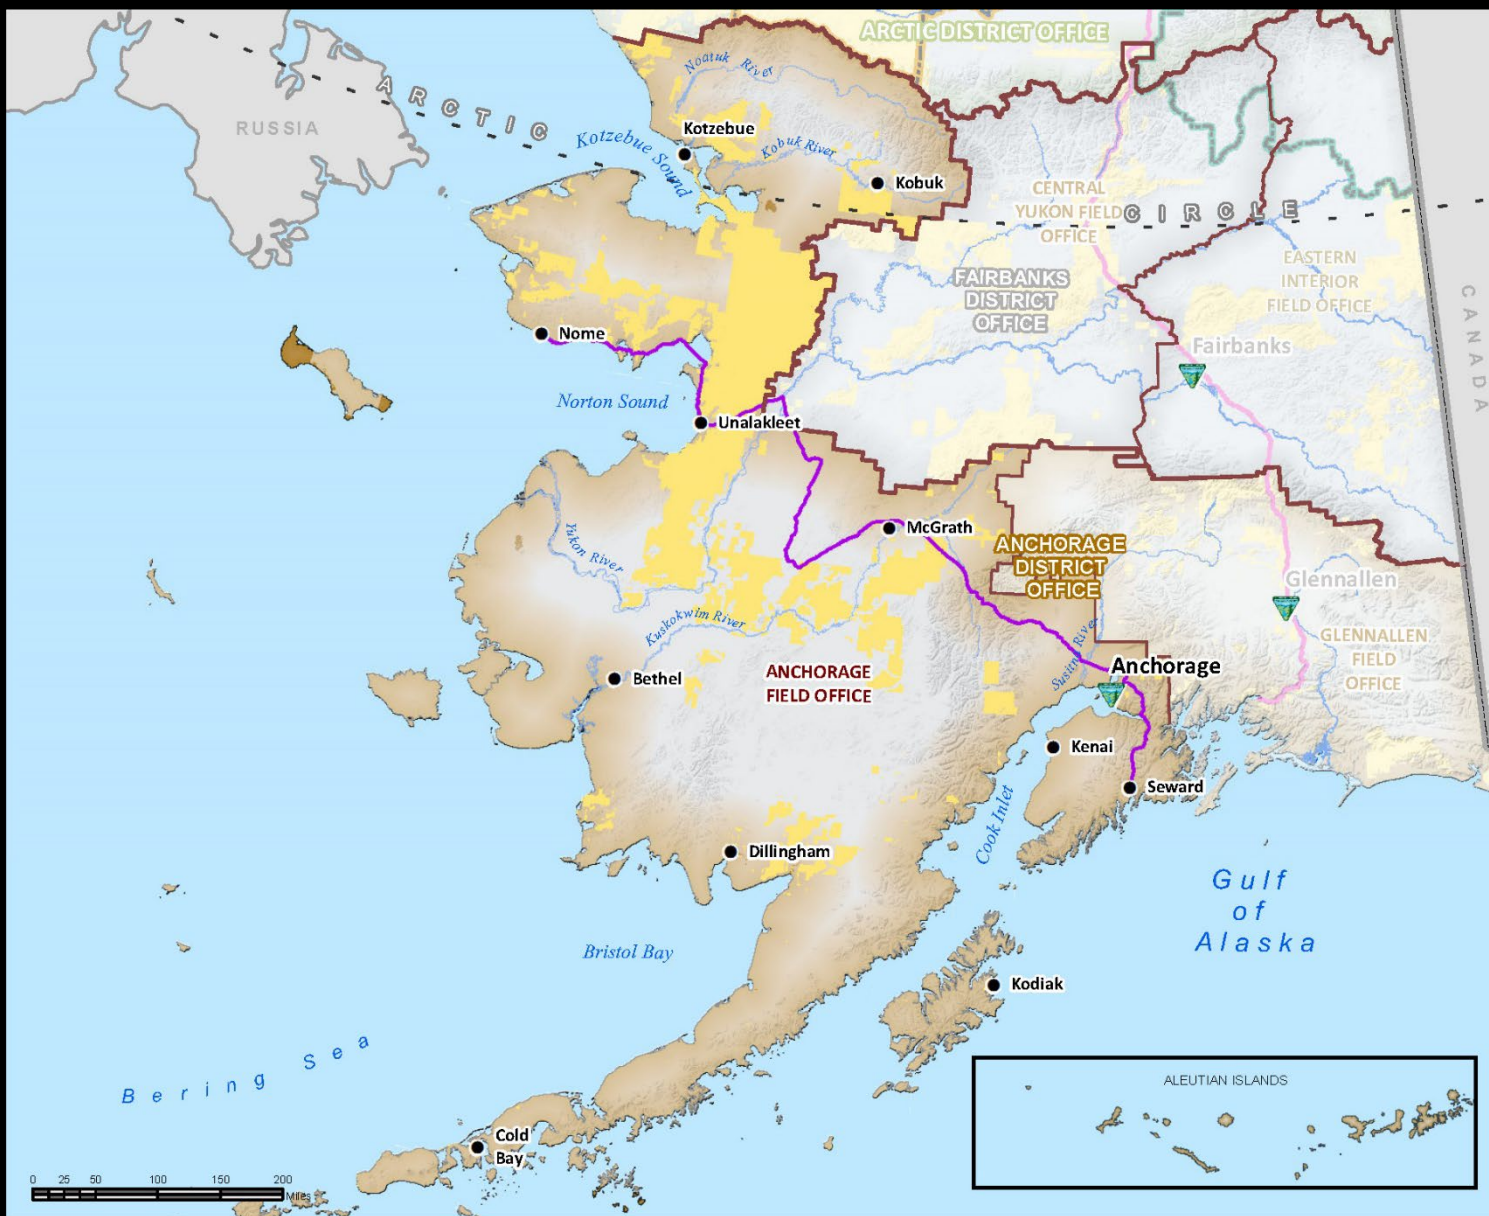 ARCTIC DISTRICT OFFICE
RUSSIA
ARCTIC
CIRCLE
Noatuk River
Kotzebue
Kotzebue Sound
Kobuk River
Kobuk
CENTRAL
YUKON FIELD
OFFICE
EASTERN
INTERIOR
FIELD OFFICE
FAIRBANKS
DISTRICT
OFFICE
CANADA
Nome
Fairbanks
Norton Sound
Unalakleet
Yukon River
McGrath
ANCHORAGE
DISTRICT
OFFICE
Glennallen
Kuskokwim River
GLENNALLEN
FIELD
OFFICE
Susitna River
Anchorage
Bethel
ANCHORAGE
FIELD OFFICE
Kenai
Seward
Cook Inlet
Dillingham
Gulf
of
Alaska
Bristol Bay
Kodiak
Bering Sea
ALEUTIAN ISLANDS
Cold
Bay
0 25 50 100 150 200
Miles